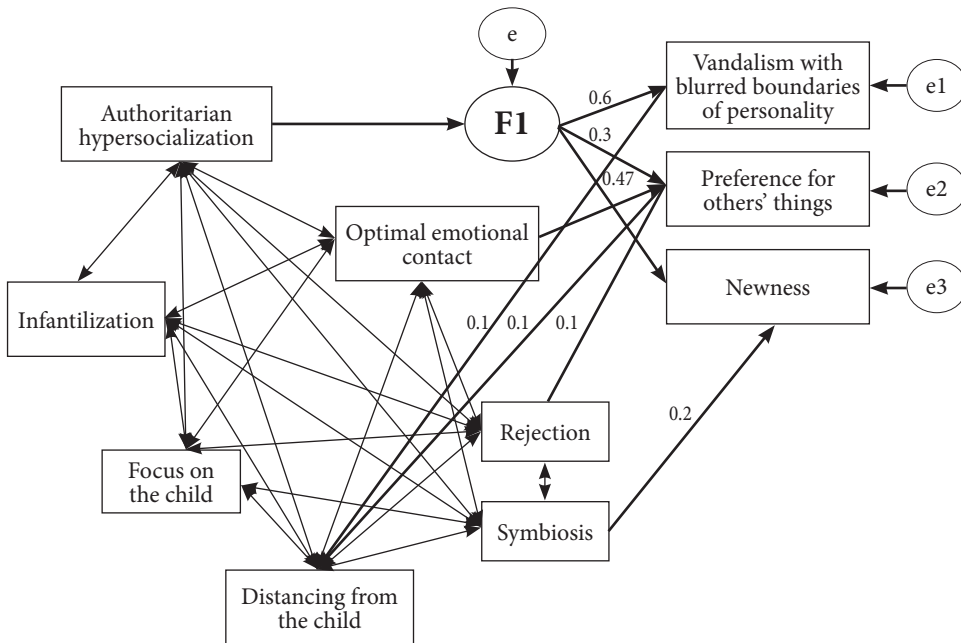 e
Vandalism with
blurred boundaries
of personality
e1
Authoritarian
hypersocialization
F1
0.6
0.3
0.47
Preference for
others’ things
e2
Optimal emotional
contact
Newness
e3
Infantilization
0.1
0.1
0.1
0.2
Rejection
Focus on
the child
Symbiosis
Distancing from
the child